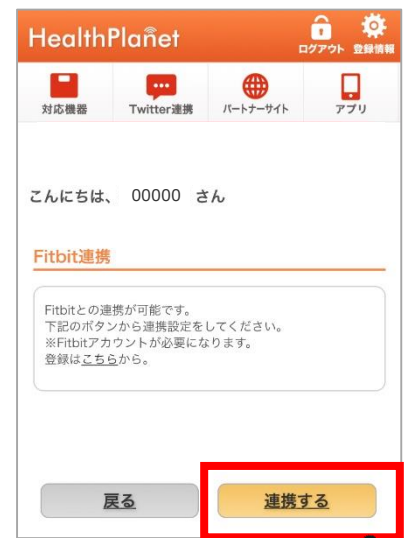 HealthPlanet
ログアウト 登録情報
対応機器 Twitter連携 パートナーサイト アプリ
こんにちは、 00000 さん
Fitbit連携
Fitbitとの連携が可能です。
下記のボタンから連携設定をしてください。
※Fitbitアカウントが必要になります。
登録はこちらから。
戻る 連携する